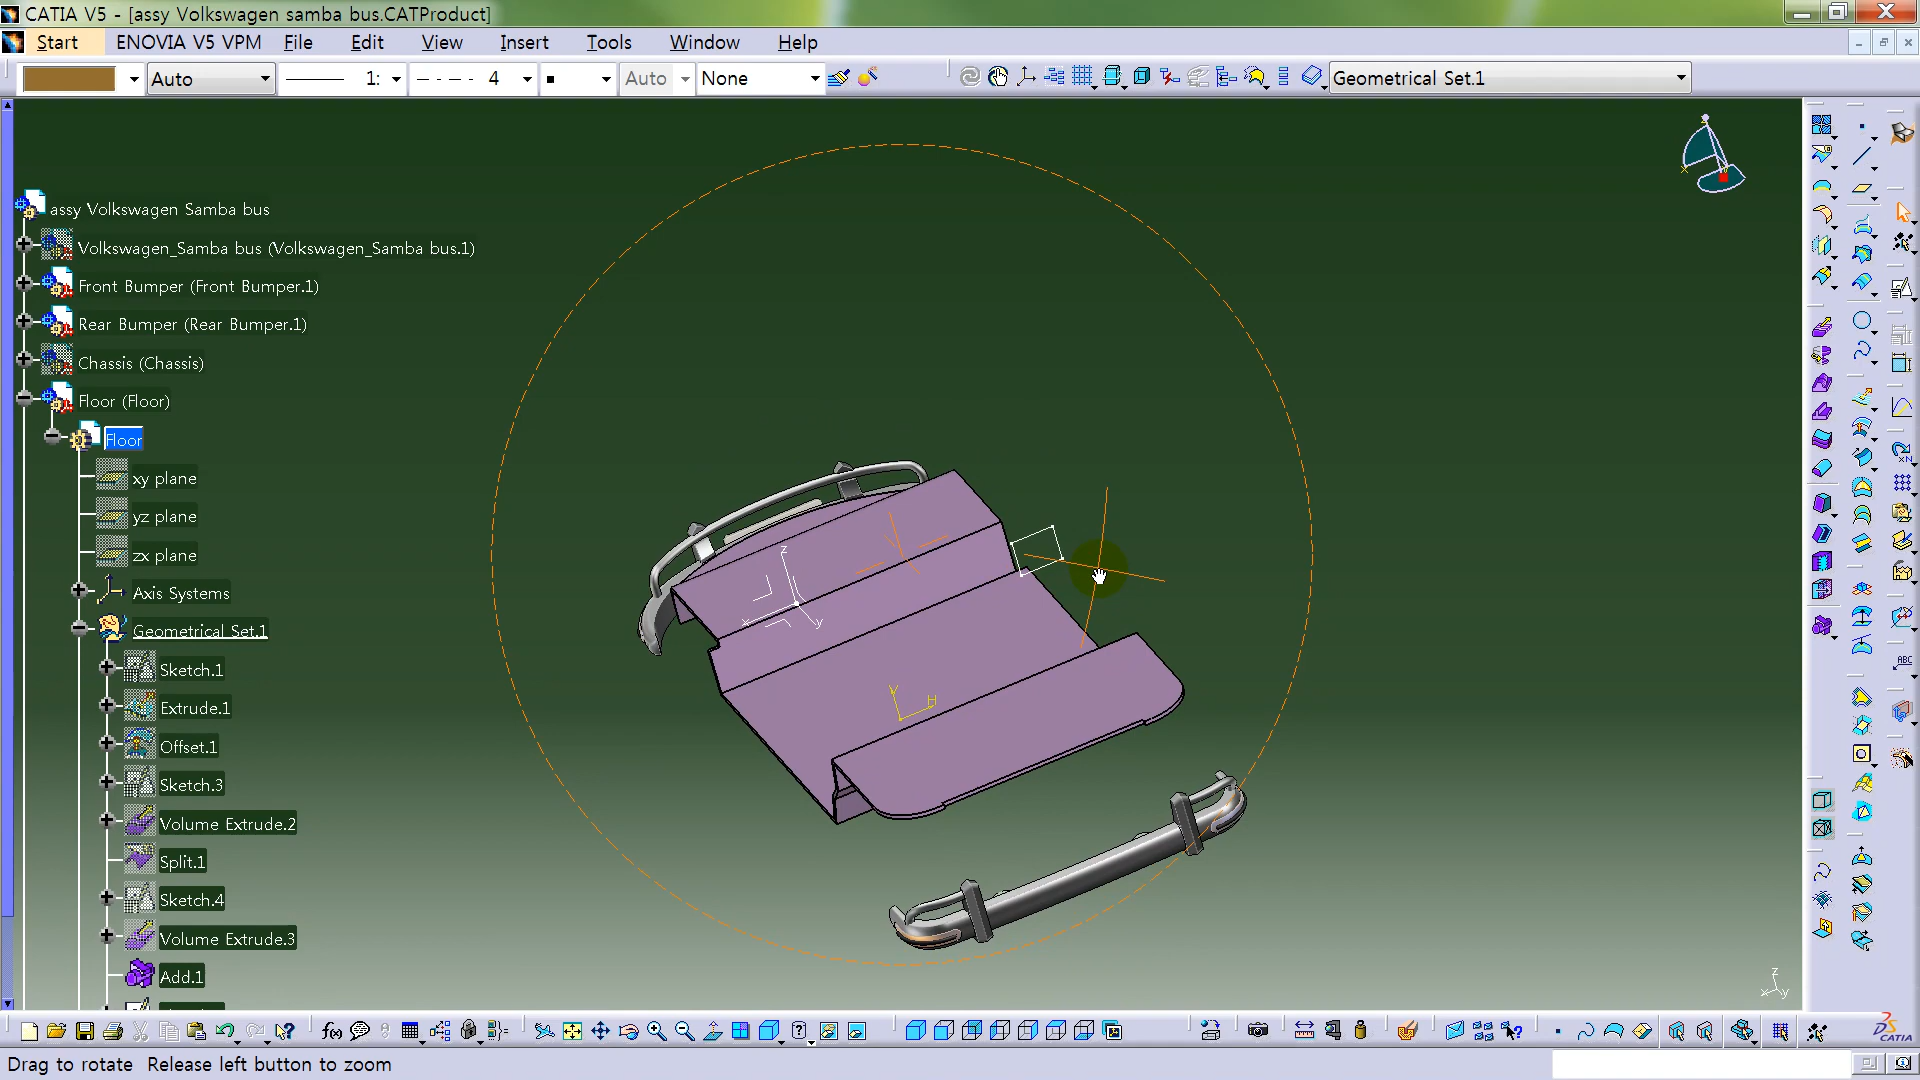 CATIA V5 - [assy Volkswagen samba bus.CATProduct]
Start ENOVIA V5 VPM File Edit View Insert Tools Window Help
Auto 1: 4 Auto None Geometrical Set.1
assy Volkswagen Samba bus
Volkswagen_Samba bus (Volkswagen_Samba bus.1)
Front Bumper (Front Bumper.1)
Rear Bumper (Rear Bumper.1)
Chassis (Chassis)
Floor (Floor)
Floor
xy plane
yz plane
zx plane
Axis Systems
Geometrical Set.1
Sketch.1
Extrude.1
Offset.1
Sketch.3
Volume Extrude.2
Split.1
Sketch.4
Volume Extrude.3
Add.1
z
x
y
V
H
z
x
y
ABC
f(x)
CATIA
Drag to rotate Release left button to zoom